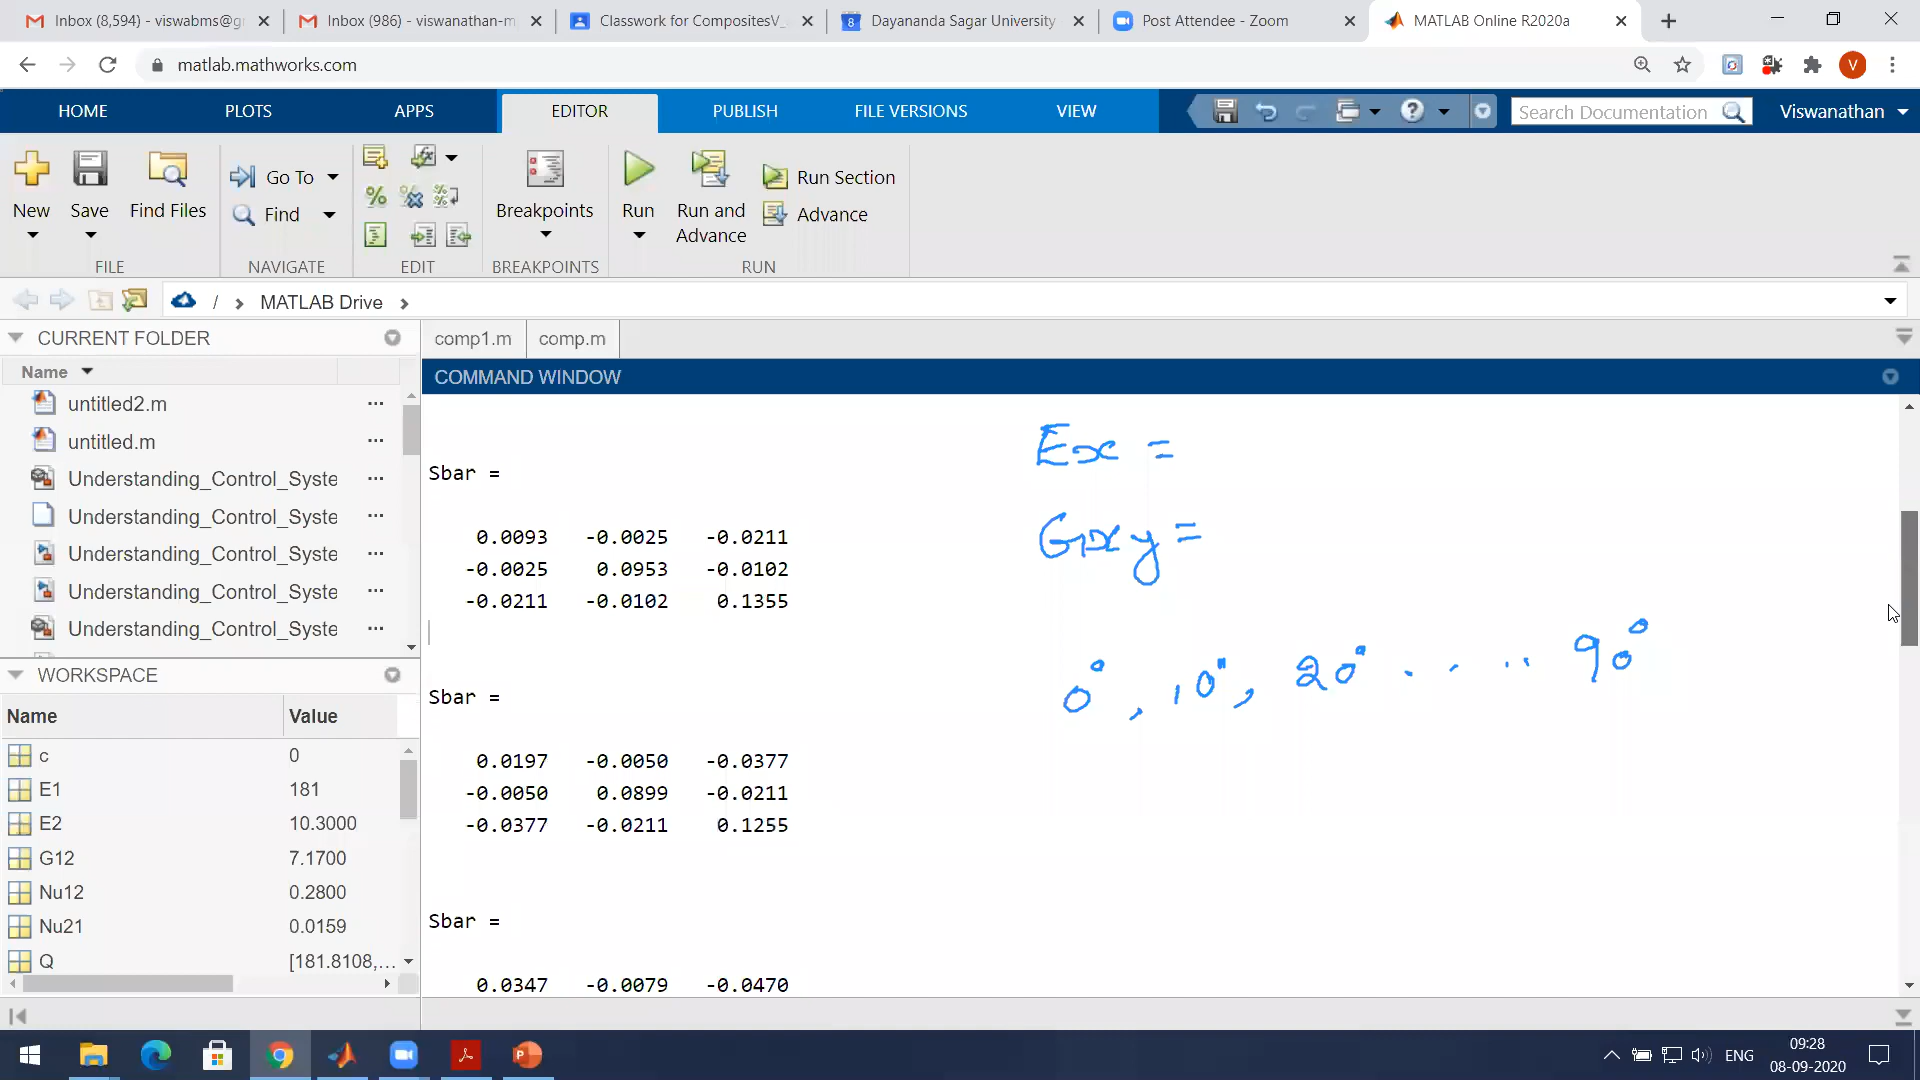 Inbox (8,594) - viswabms@g
Inbox (986) - viswanathan-m
Classwork for CompositesV_
Dayananda Sagar University
Post Attendee - Zoom
MATLAB Online R2020a
matlab.mathworks.com
V
HOME PLOTS APPS EDITOR PUBLISH FILE VERSIONS VIEW
Search Documentation
Viswanathan
New
Save
Find Files
Go To
Find
Breakpoints
Run
Run and Advance
Run Section
Advance
FILE NAVIGATE EDIT BREAKPOINTS RUN
/ MATLAB Drive
CURRENT FOLDER
Name
untitled2.m
untitled.m
Understanding_Control_Syste
Understanding_Control_Syste
Understanding_Control_Syste
Understanding_Control_Syste
Understanding_Control_Syste
WORKSPACE
Name Value
c 0
E1 181
E2 10.3000
G12 7.1700
Nu12 0.2800
Nu21 0.0159
Q [181.8108,...
comp1.m comp.m
COMMAND WINDOW
Sbar =
0.0093 -0.0025 -0.0211
-0.0025 0.0953 -0.0102
-0.0211 -0.0102 0.1355
Sbar =
0.0197 -0.0050 -0.0377
-0.0050 0.0899 -0.0211
-0.0377 -0.0211 0.1255
Sbar =
0.0347 -0.0079 -0.0470
Ex =
Gxy =
0°, 10°, 20° . . . . 90°
ENG
09:28
08-09-2020